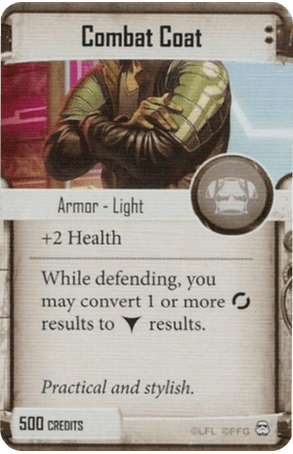 Combat Coat
Armor - Light
+2 Health
While defending, you
may convert 1 or more
results to results.
Practical and stylish.
500 CREDITS
©LFL ©FFG